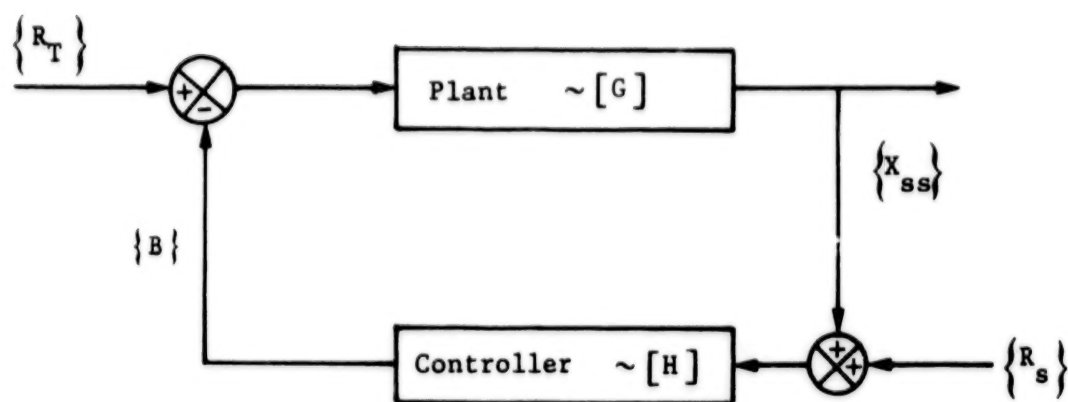 {R_T}
+
-
Plant ~[G]
{X_ss}
{B}
Controller ~[H]
+
+
{R_s}